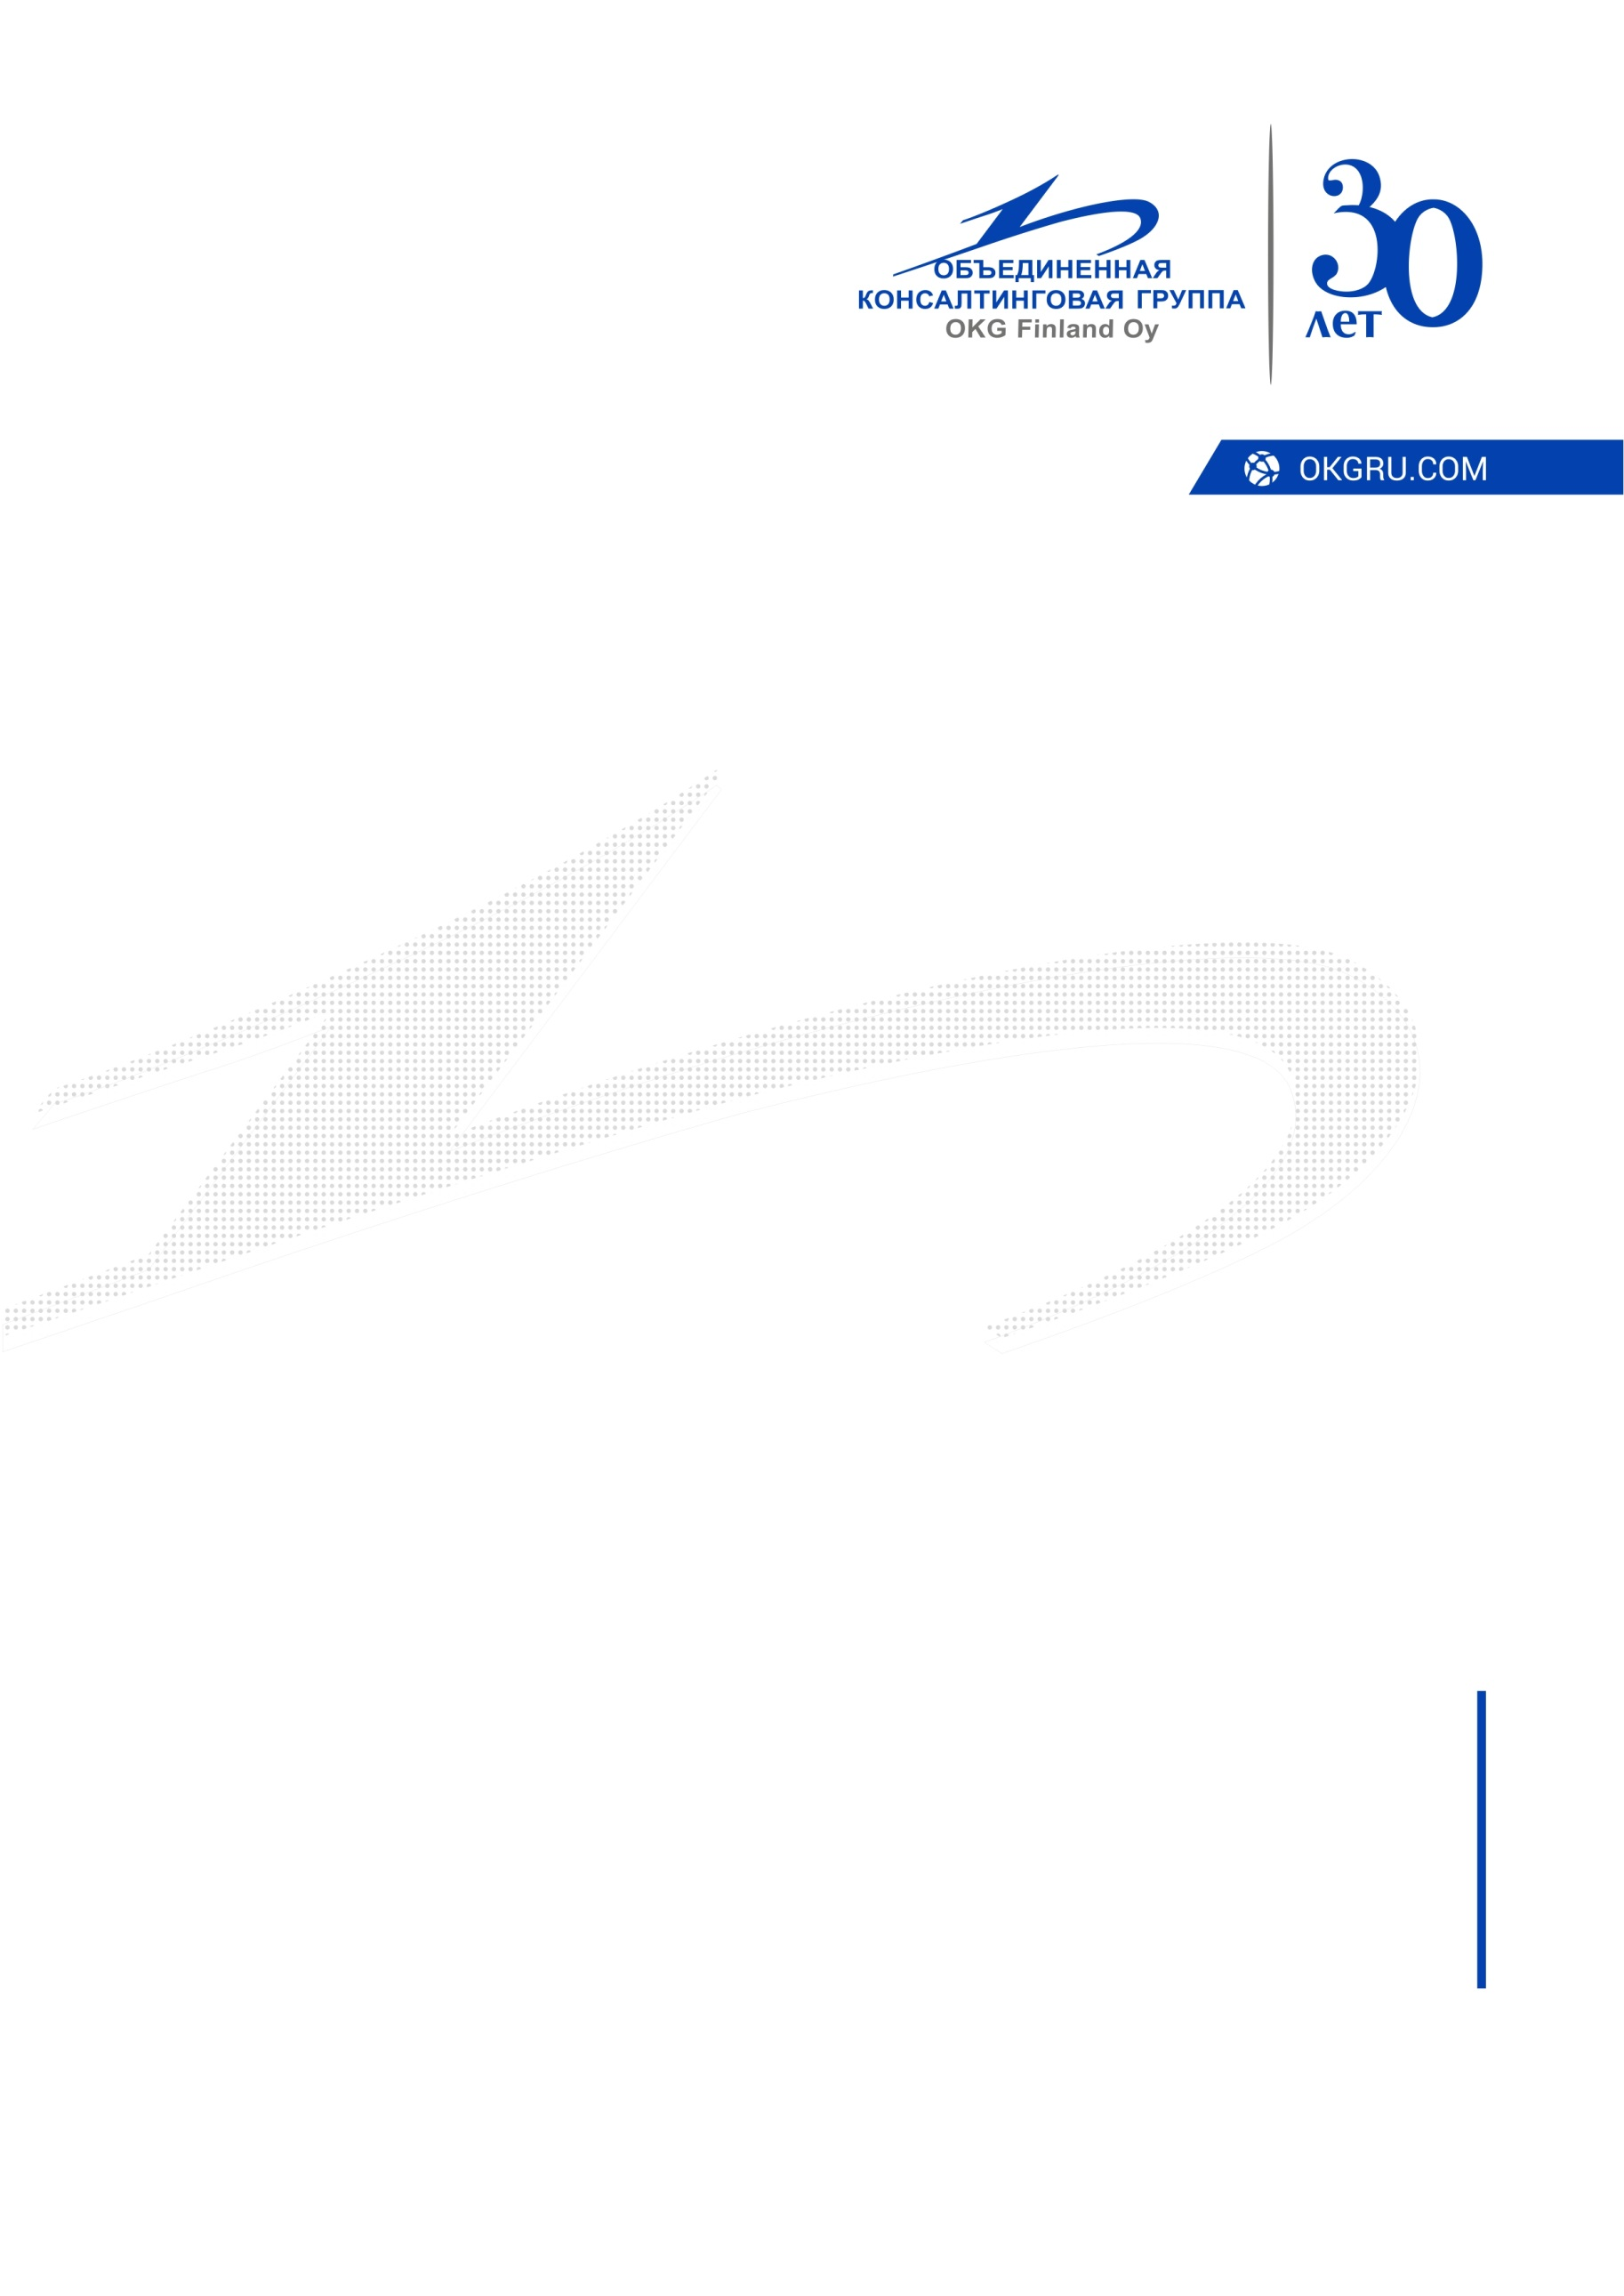 ОБЪЕДИНЕННАЯ
КОНСАЛТИНГОВАЯ ГРУППА
OKG Finland Oy
30
лет
OKGRU.COM